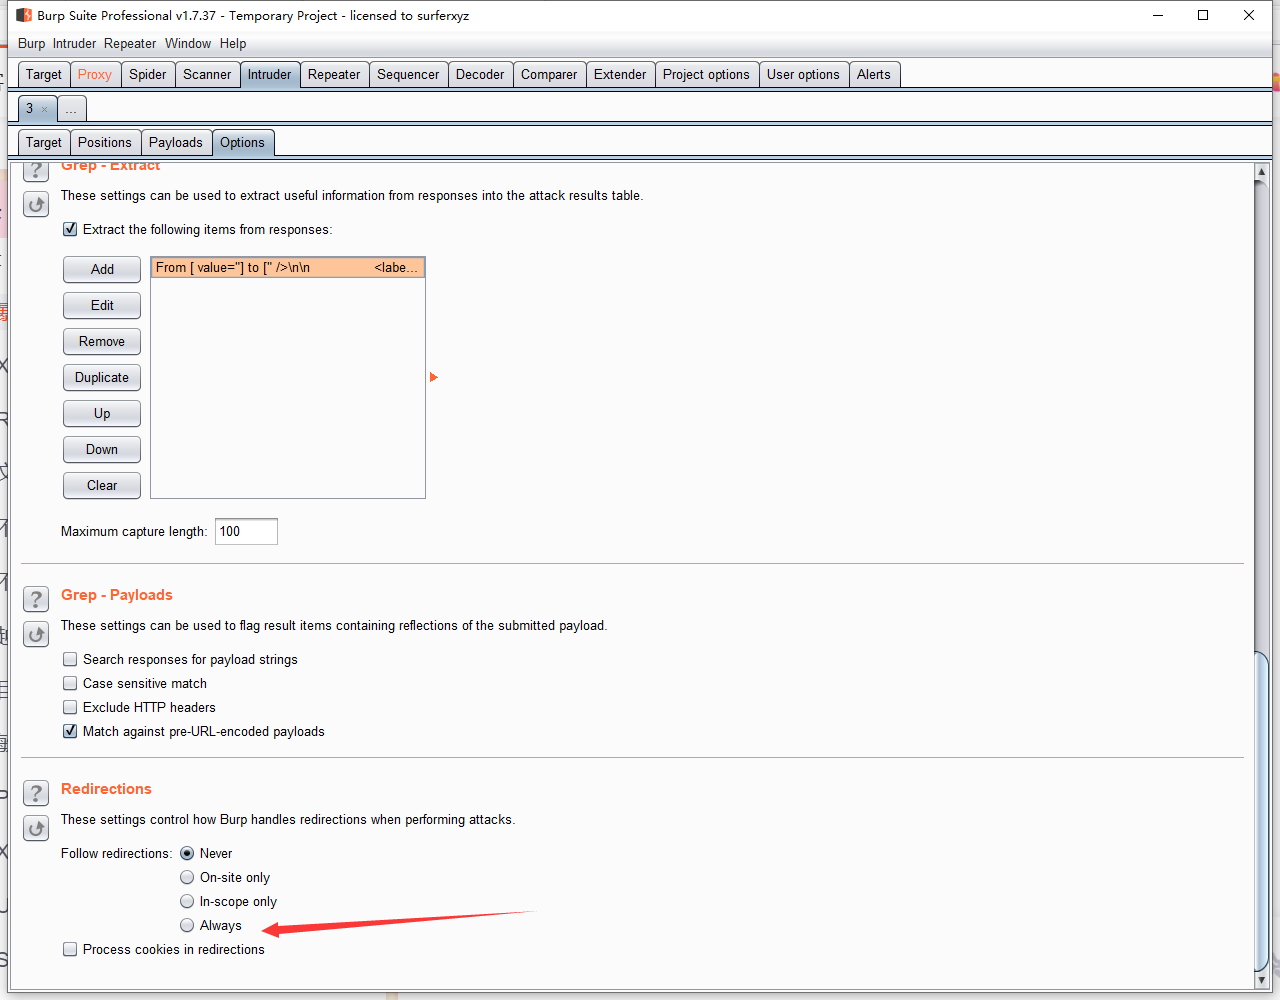 Burp Suite Professional v1.7.37 - Temporary Project - licensed to surferxyz
Burp Intruder Repeater Window Help
Target Proxy Spider Scanner Intruder Repeater Sequencer Decoder Comparer Extender Project options User options Alerts
3 × ...
Target Positions Payloads Options
? Grep - Extract
These settings can be used to extract useful information from responses into the attack results table.
Extract the following items from responses:
Add
From [ value="] to [" />\n\n <labe...
Edit
Remove
Duplicate
Up
Down
Clear
Maximum capture length: 100
? Grep - Payloads
These settings can be used to flag result items containing reflections of the submitted payload.
Search responses for payload strings
Case sensitive match
Exclude HTTP headers
Match against pre-URL-encoded payloads
? Redirections
These settings control how Burp handles redirections when performing attacks.
Follow redirections: Never
On-site only
In-scope only
Always
Process cookies in redirections